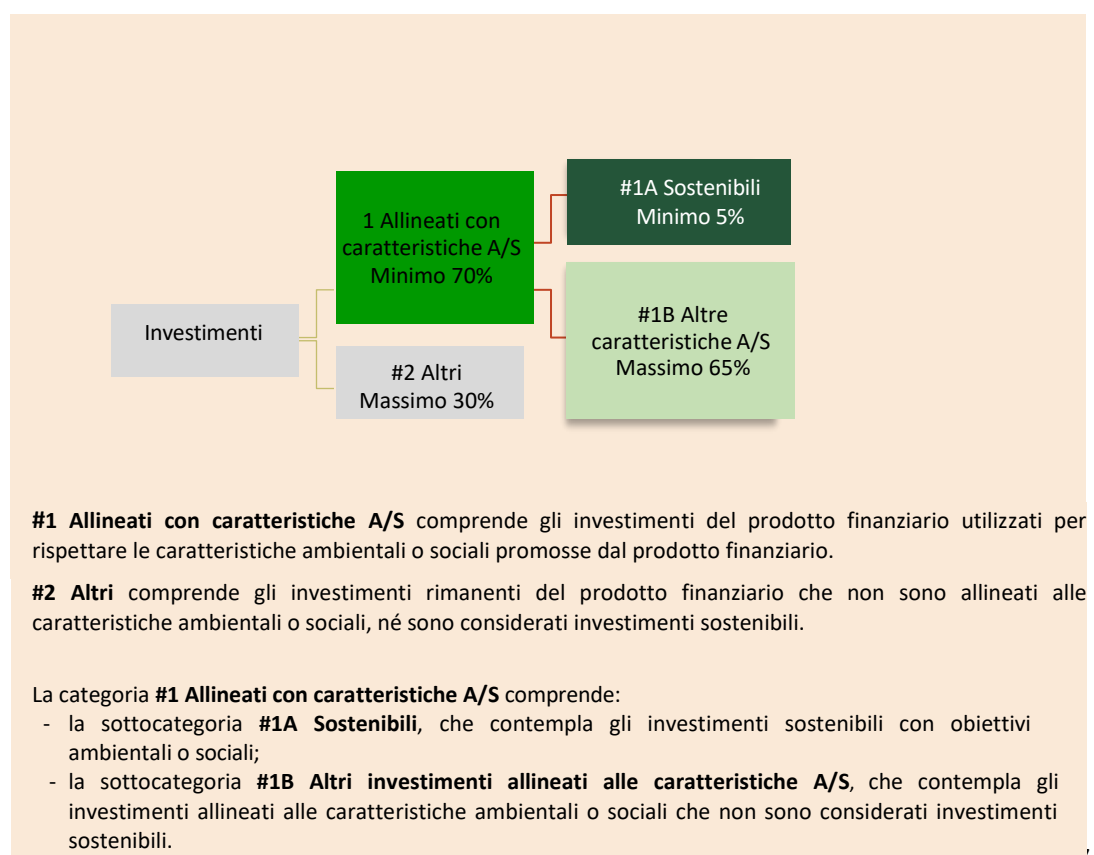 #1A Sostenibili
Minimo 5%
1 Allineati con
caratteristiche A/S
Minimo 70%
#1B Altre
caratteristiche A/S
Massimo 65%
Investimenti
#2 Altri
Massimo 30%
#1 Allineati con caratteristiche A/S comprende gli investimenti del prodotto finanziario utilizzati per
rispettare le caratteristiche ambientali o sociali promosse dal prodotto finanziario.
#2 Altri comprende gli investimenti rimanenti del prodotto finanziario che non sono allineati alle
caratteristiche ambientali o sociali, né sono considerati investimenti sostenibili.
La categoria #1 Allineati con caratteristiche A/S comprende:
- la sottocategoria #1A Sostenibili, che contempla gli investimenti sostenibili con obiettivi
ambientali o sociali;
- la sottocategoria #1B Altri investimenti allineati alle caratteristiche A/S, che contempla gli
investimenti allineati alle caratteristiche ambientali o sociali che non sono considerati investimenti
sostenibili.